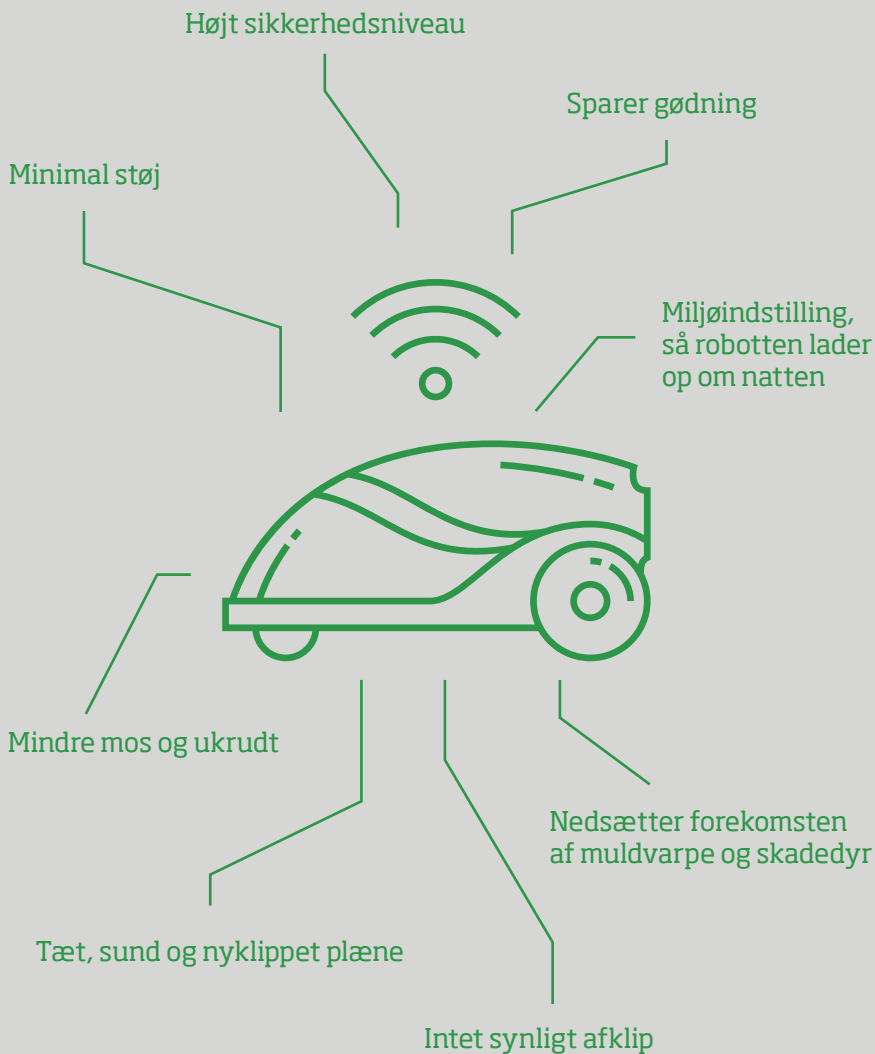 Højt sikkerhedsniveau
Sparer gødning
Minimal støj
Miljøindstilling,
så robotten lader
op om natten
Mindre mos og ukrudt
Nedsætter forekomsten
af muldvarpe og skadedyr
Tæt, sund og nyklippet plæne
Intet synligt afklip